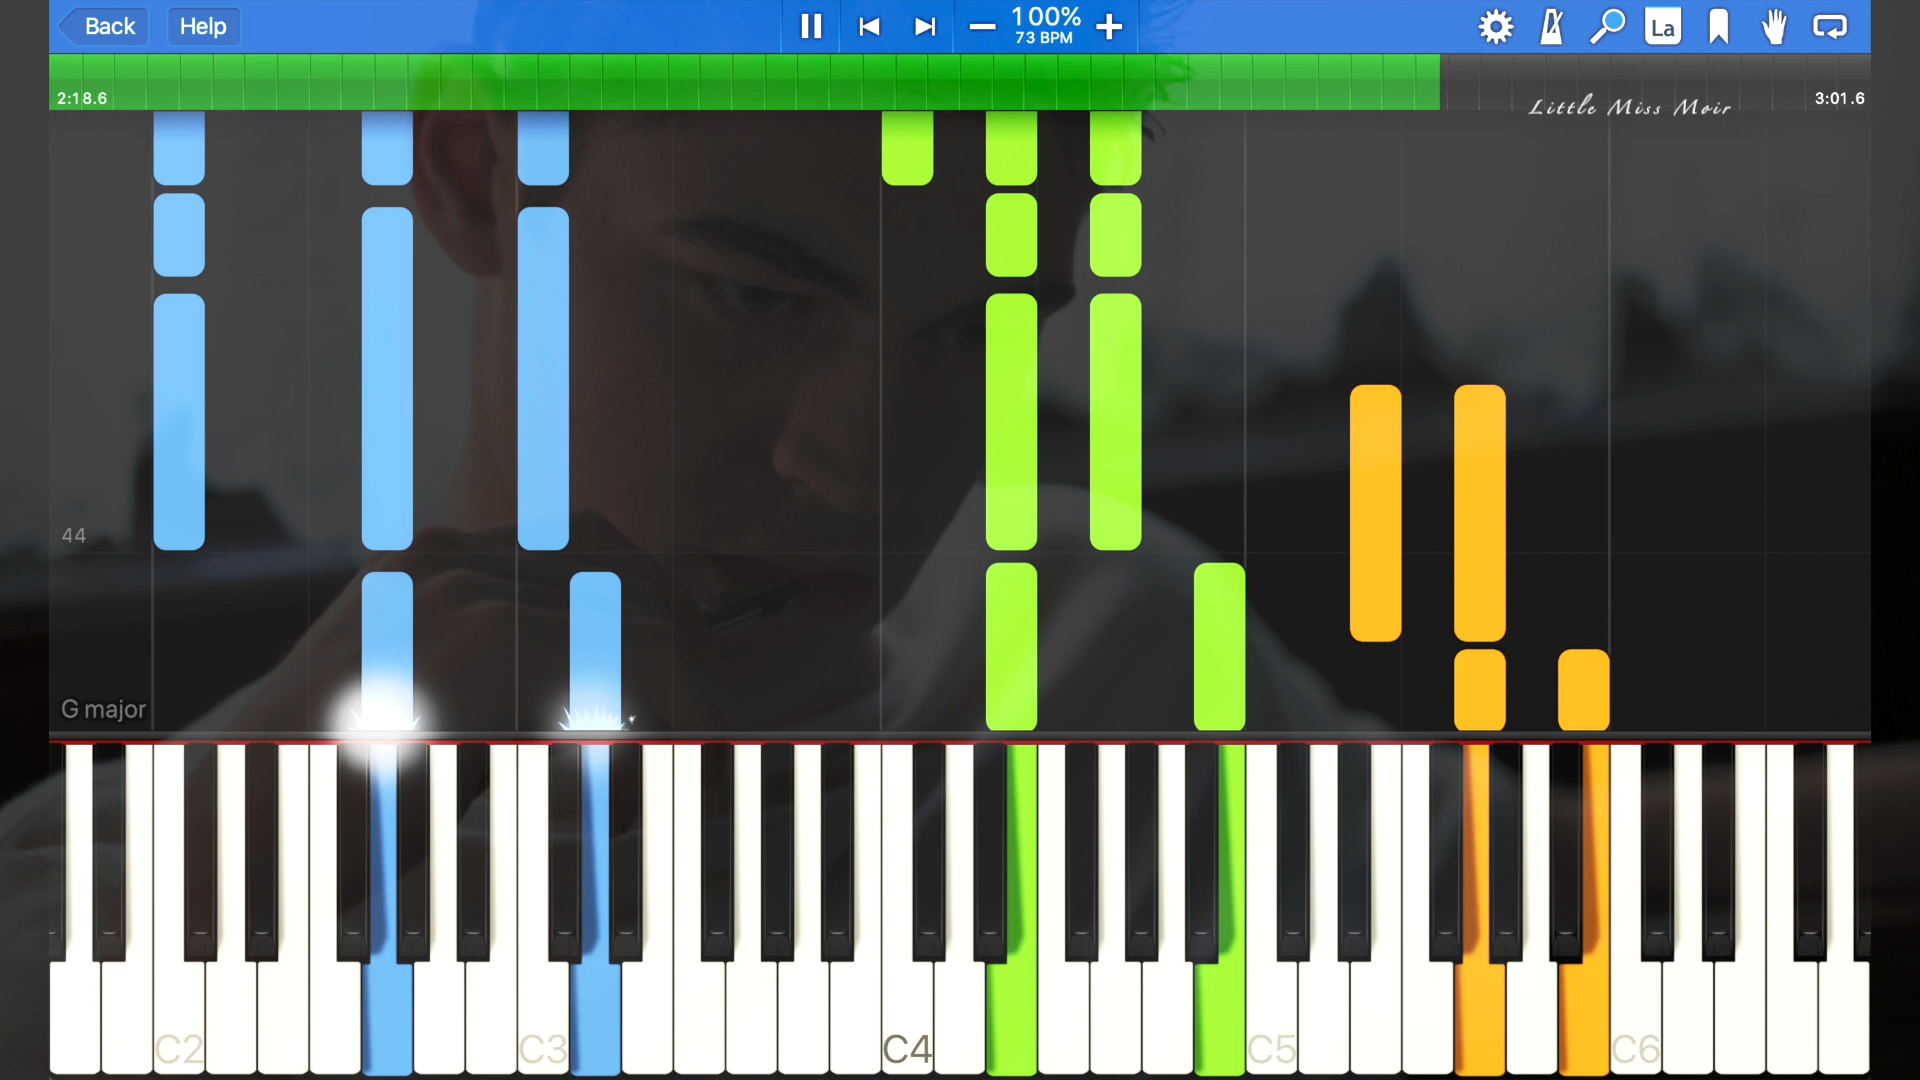 Back
Help
100%
73 BPM
La
2:18.6
Little Miss Moir
3:01.6
44
G major
C2
C3
C4
C5
C6